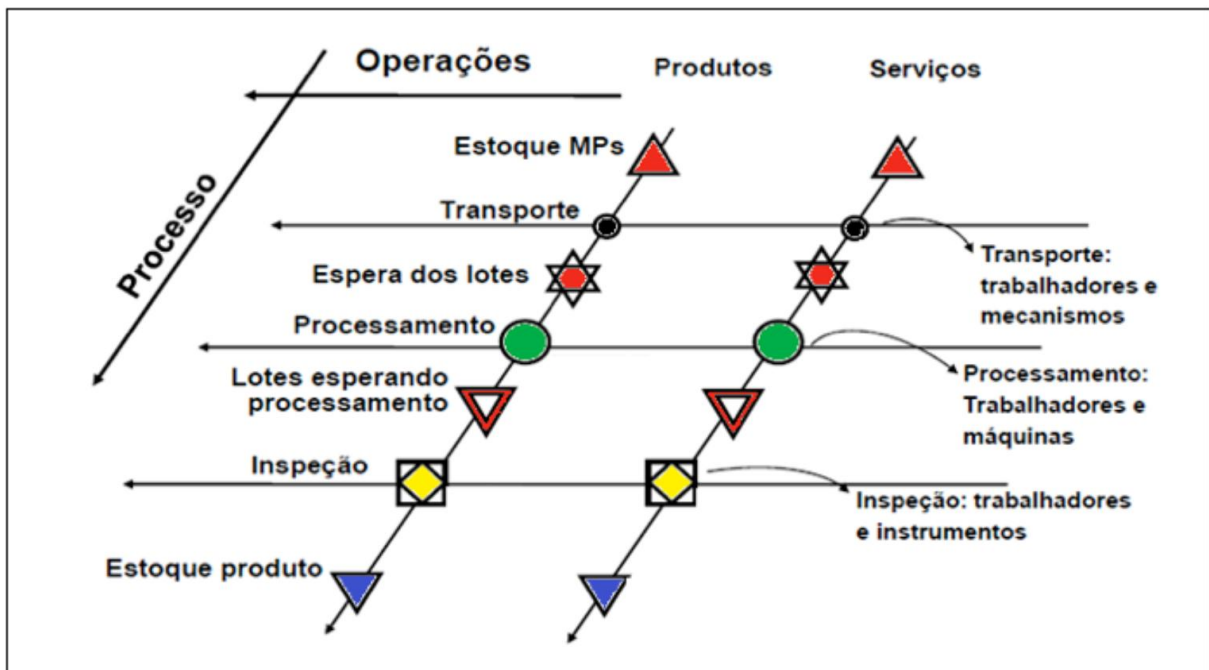 Operações
Produtos
Serviços
Processo
Estoque MPs
Transporte
Espera dos lotes
Processamento
Lotes esperando
processamento
Inspeção
Estoque produto
Transporte:
trabalhadores e
mecanismos
Processamento:
Trabalhadores e
máquinas
Inspeção: trabalhadores
e instrumentos